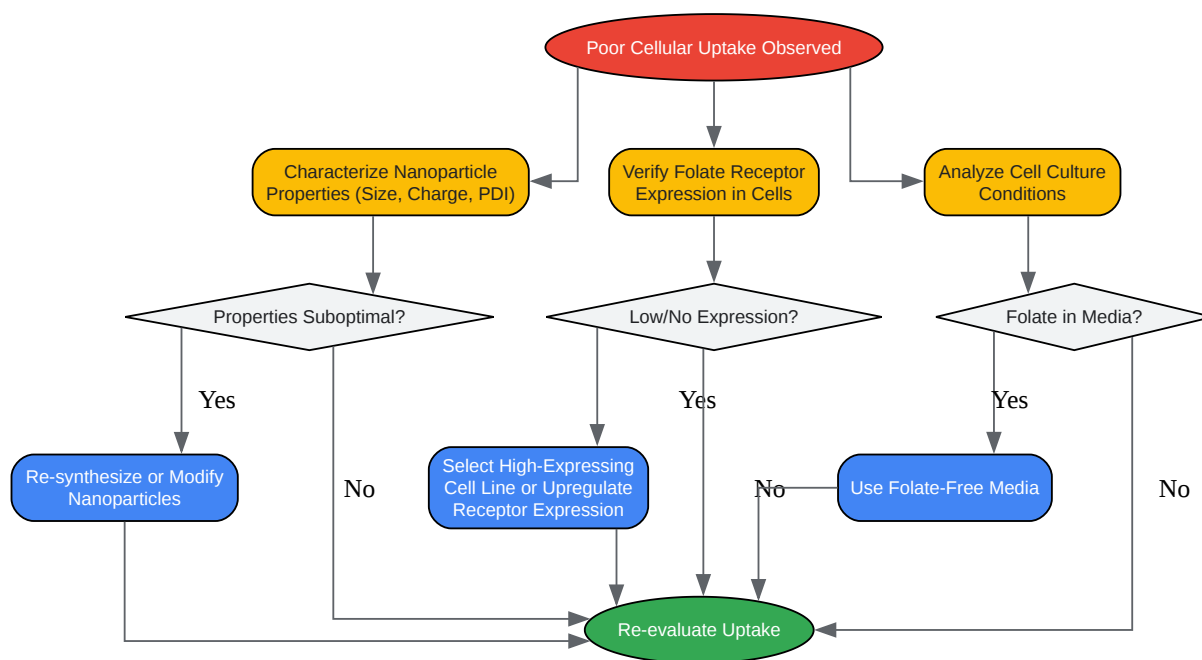 Poor Cellular Uptake Observed
Characterize Nanoparticle
Properties (Size, Charge, PDI)
Verify Folate Receptor
Expression in Cells
Analyze Cell Culture
Conditions
Properties Suboptimal?
Low/No Expression?
Folate in Media?
Yes
Yes
Yes
Re-synthesize or Modify
Nanoparticles
No
Select High-Expressing
Cell Line or Upregulate
Receptor Expression
No
Use Folate-Free Media
No
Re-evaluate Uptake